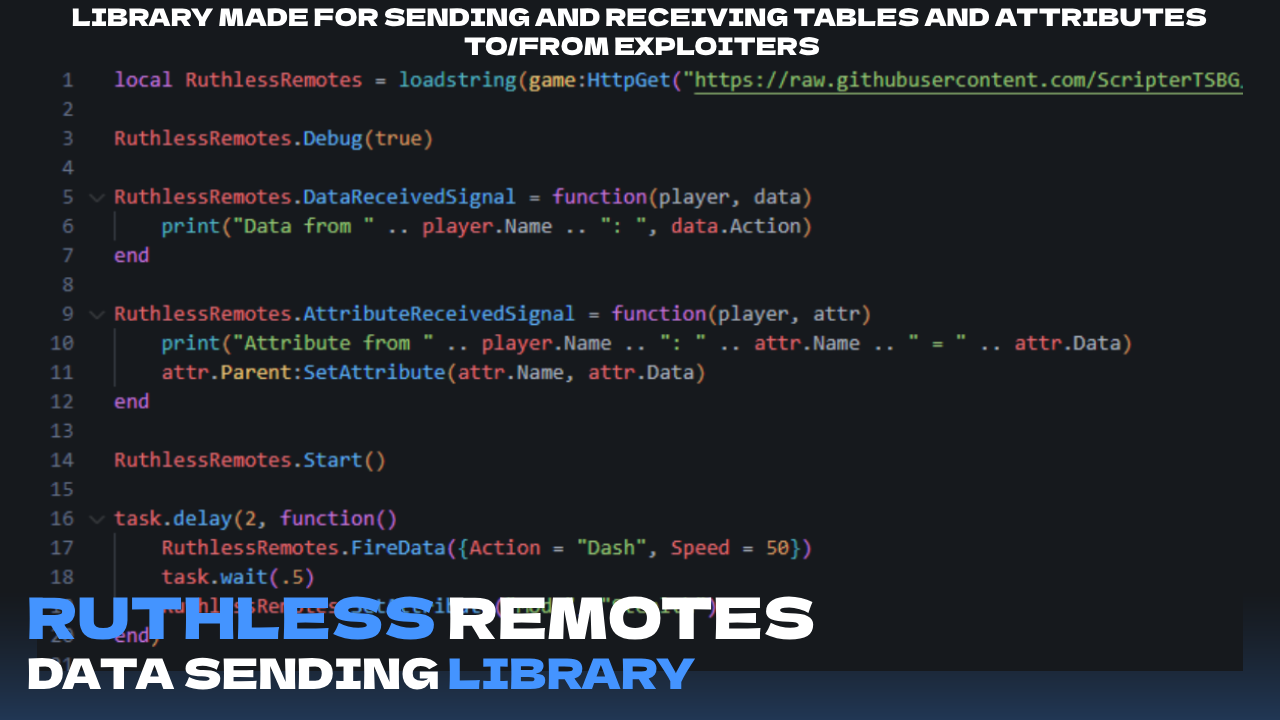 LIBRARY MADE FOR SENDING AND RECEIVING TABLES AND ATTRIBUTES
TO/FROM EXPLOITERS
1 local RuthlessRemotes = loadstring(game:HttpGet("https://raw.githubusercontent.com/ScripterTSBG
2
3 RuthlessRemotes.Debug(true)
4
5 RuthlessRemotes.DataReceivedSignal = function(player, data)
6 print("Data from " .. player.Name .. ": ", data.Action)
7 end
8
9 RuthlessRemotes.AttributeReceivedSignal = function(player, attr)
10 print("Attribute from " .. player.Name .. ": " .. attr.Name .. " = " .. attr.Data)
11 attr.Parent:SetAttribute(attr.Name, attr.Data)
12 end
13
14 RuthlessRemotes.Start()
15
16 task.delay(2, function()
17 RuthlessRemotes.FireData({Action = "Dash", Speed = 50})
18 task.wait(.5)
RUTHLESS REMOTES
20 end)
DATA SENDING LIBRARY